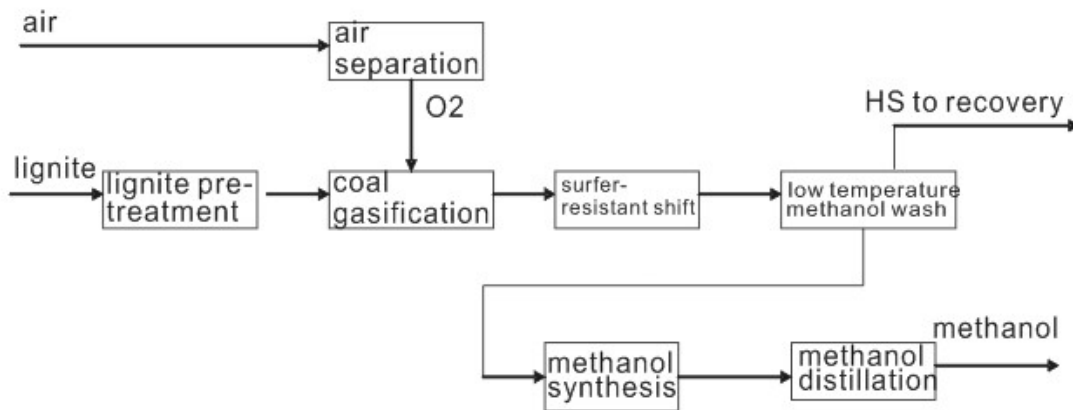 air
air
separation
O2
HS to recovery
lignite
lignite pre-
treatment
coal
gasification
surfer-
resistant shift
low temperature
methanol wash
methanol
synthesis
methanol
distillation
methanol